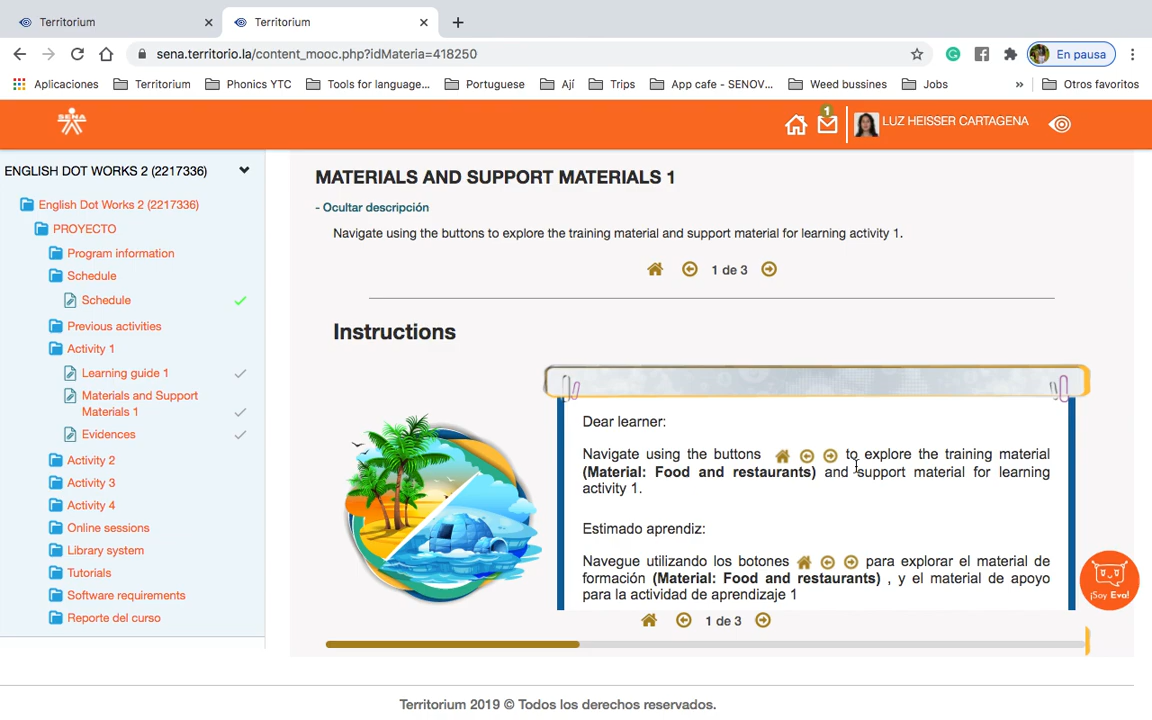 Territorium
Territorium
sena.territorio.la/content_mooc.php?idMateria=418250
En pausa
Aplicaciones
Territorium
Phonics YTC
Tools for language...
Portuguese
Ají
Trips
App cafe - SENOV...
Weed bussines
Jobs
»
Otros favoritos
SENA
1
LUZ HEISSER CARTAGENA
ENGLISH DOT WORKS 2 (2217336)
English Dot Works 2 (2217336)
PROYECTO
Program information
Schedule
Schedule
Previous activities
Activity 1
Learning guide 1
Materials and Support
Materials 1
Evidences
Activity 2
Activity 3
Activity 4
Online sessions
Library system
Tutorials
Software requirements
Reporte del curso
MATERIALS AND SUPPORT MATERIALS 1
- Ocultar descripción
Navigate using the buttons to explore the training material and support material for learning activity 1.
1 de 3
Instructions
Dear learner:
Navigate using the buttons to explore the training material
(Material: Food and restaurants) and support material for learning
activity 1.
Estimado aprendiz:
Navegue utilizando los botones para explorar el material de
formación (Material: Food and restaurants) , y el material de apoyo
para la actividad de aprendizaje 1
1 de 3
¡Soy Eva!
Territorium 2019 © Todos los derechos reservados.